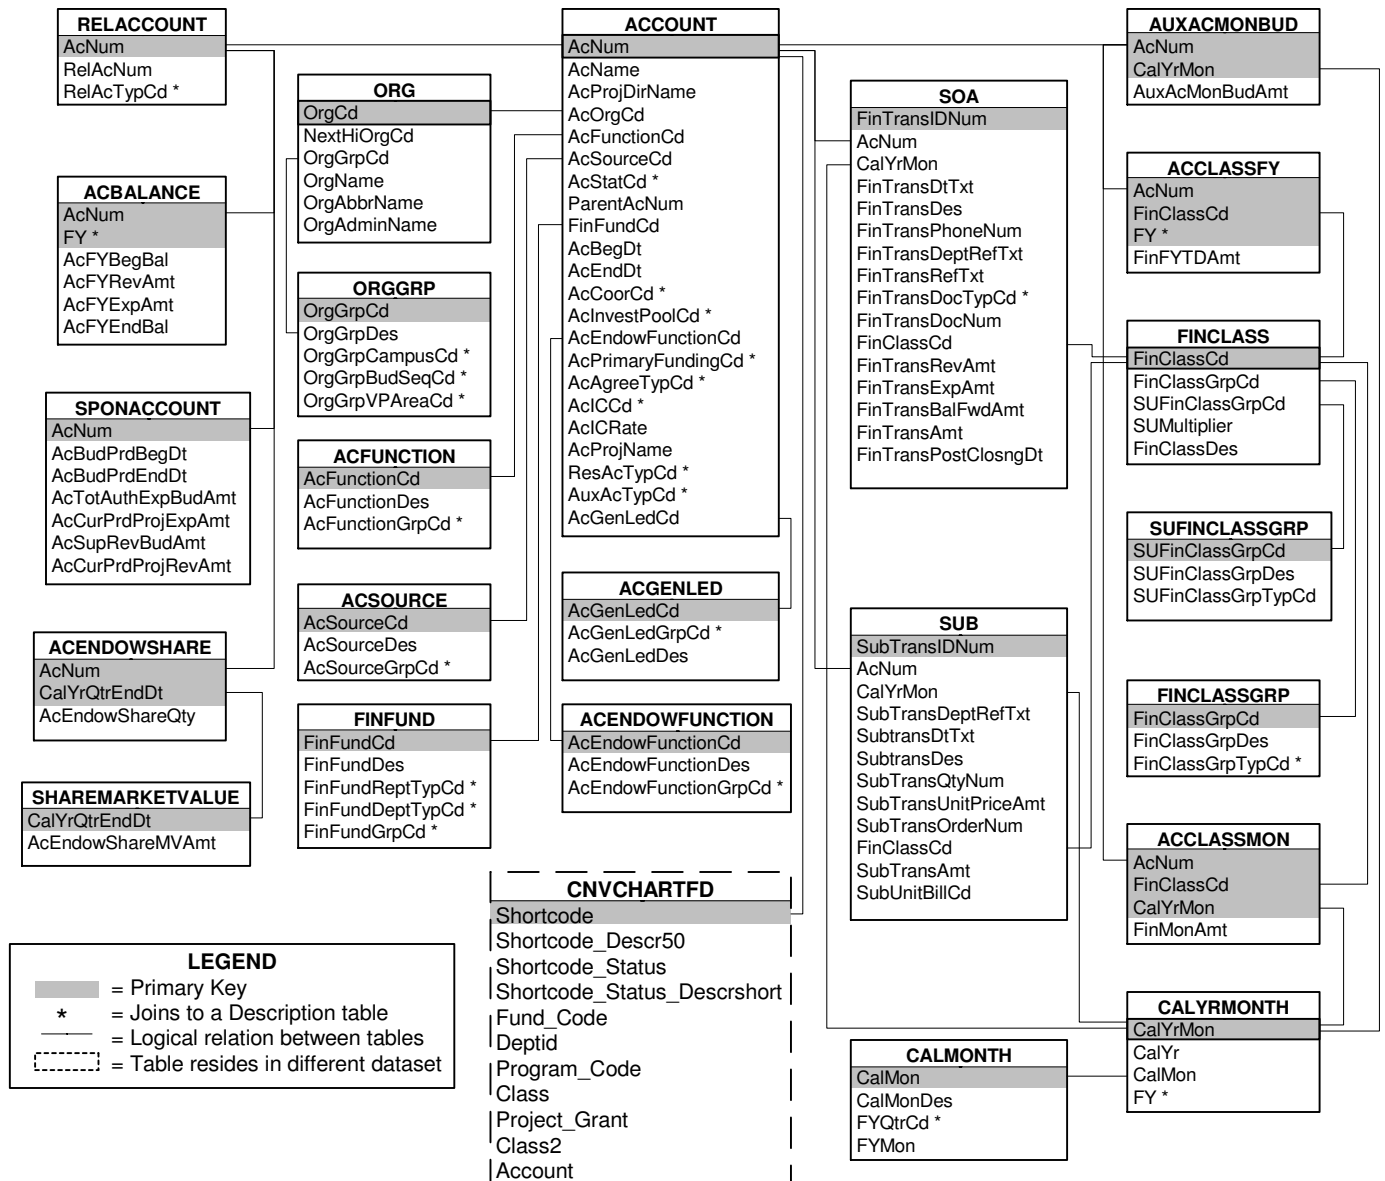 RELACCOUNT
AcNum
RelAcNum
RelAcTypCd *
ACBALANCE
AcNum
FY *
AcFYBegBal
AcFYRevAmt
AcFYExpAmt
AcFYEndBal
SPONACCOUNT
AcNum
AcBudPrdBegDt
AcBudPrdEndDt
AcTotAuthExpBudAmt
AcCurPrdProjExpAmt
AcSupRevBudAmt
AcCurPrdProjRevAmt
ACENDOWSHARE
AcNum
CalYrQtrEndDt
AcEndowShareQty
SHAREMARKETVALUE
CalYrQtrEndDt
AcEndowShareMVAmt
ORG
OrgCd
NextHiOrgCd
OrgGrpCd
OrgName
OrgAbbrName
OrgAdminName
ORGGRP
OrgGrpCd
OrgGrpDes
OrgGrpCampusCd *
OrgGrpBudSeqCd *
OrgGrpVPAreaCd *
ACFUNCTION
AcFunctionCd
AcFunctionDes
AcFunctionGrpCd *
ACSOURCE
AcSourceCd
AcSourceDes
AcSourceGrpCd *
FINFUND
FinFundCd
FinFundDes
FinFundReptTypCd *
FinFundDeptTypCd *
FinFundGrpCd *
ACCOUNT
AcNum
AcName
AcProjDirName
AcOrgCd
AcFunctionCd
AcSourceCd
AcStatCd *
ParentAcNum
FinFundCd
AcBegDt
AcEndDt
AcCoorCd *
AcInvestPoolCd *
AcEndowFunctionCd
AcPrimaryFundingCd *
AcAgreeTypCd *
AcICCd *
AcICRate
AcProjName
ResAcTypCd *
AuxAcTypCd *
AcGenLedCd
ACGENLED
AcGenLedCd
AcGenLedGrpCd *
AcGenLedDes
ACENDOWFUNCTION
AcEndowFunctionCd
AcEndowFunctionDes
AcEndowFunctionGrpCd *
CNVCHARTFD
Shortcode
Shortcode_Descr50
Shortcode_Status
Shortcode_Status_Descrshort
Fund_Code
Deptid
Program_Code
Class
Project_Grant
Class2
Account
SOA
FinTransIDNum
AcNum
CalYrMon
FinTransDtTxt
FinTransDes
FinTransPhoneNum
FinTransDeptRefTxt
FinTransRefTxt
FinTransDocTypCd *
FinTransDocNum
FinClassCd
FinTransRevAmt
FinTransExpAmt
FinTransBalFwdAmt
FinTransAmt
FinTransPostClosngDt
SUB
SubTransIDNum
AcNum
CalYrMon
SubTransDeptRefTxt
SubtransDtTxt
SubtransDes
SubTransQtyNum
SubTransUnitPriceAmt
SubTransOrderNum
FinClassCd
SubTransAmt
SubUnitBillCd
CALMONTH
CalMon
CalMonDes
FYQtrCd *
FYMon
AUXACMONBUD
AcNum
CalYrMon
AuxAcMonBudAmt
ACCLASSFY
AcNum
FinClassCd
FY *
FinFYTDAmt
FINCLASS
FinClassCd
FinClassGrpCd
SUFinClassGrpCd
SUMultiplier
FinClassDes
SUFINCLASSGRP
SUFinClassGrpCd
SUFinClassGrpDes
SUFinClassGrpTypCd
FINCLASSGRP
FinClassGrpCd
FinClassGrpDes
FinClassGrpTypCd *
ACCLASSMON
AcNum
FinClassCd
CalYrMon
FinMonAmt
CALYRMONTH
CalYrMon
CalYr
CalMon
FY *
LEGEND
= Primary Key
* = Joins to a Description table
= Logical relation between tables
= Table resides in different dataset